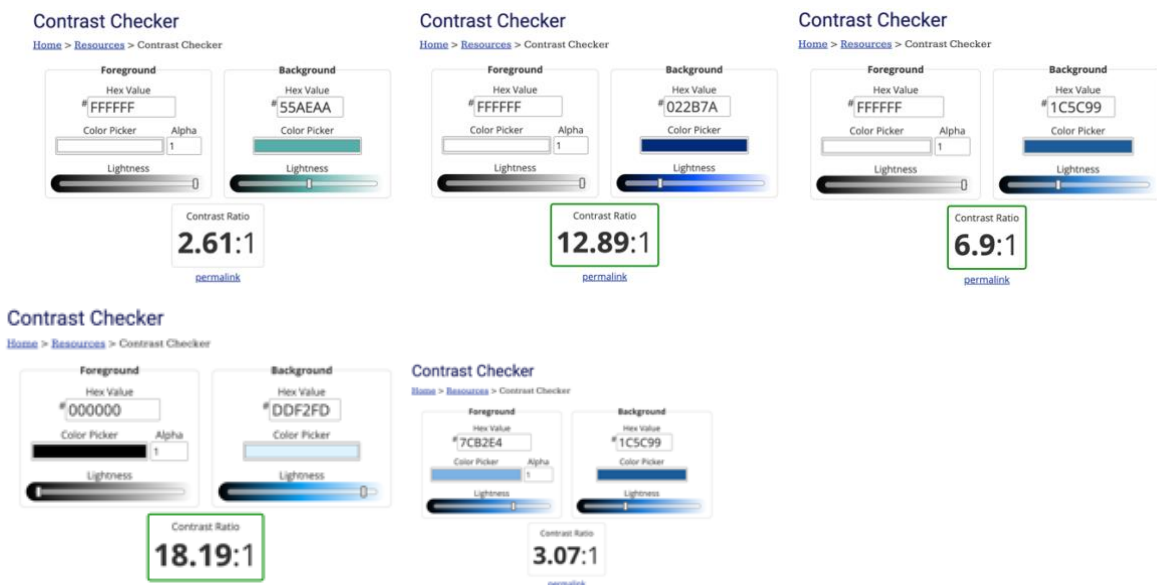 Contrast Checker
Home > Resources > Contrast Checker
Foreground
Background
Hex Value
Hex Value
# FFFFFF
# 55AEAA
Color Picker
Alpha
Color Picker
1
Lightness
Lightness
Contrast Ratio
2.61:1
permalink
Contrast Checker
Home > Resources > Contrast Checker
Foreground
Background
Hex Value
Hex Value
# FFFFFF
# 022B7A
Color Picker
Alpha
Color Picker
1
Lightness
Lightness
Contrast Ratio
12.89:1
permalink
Contrast Checker
Home > Resources > Contrast Checker
Foreground
Background
Hex Value
Hex Value
# FFFFFF
# 1C5C99
Color Picker
Alpha
Color Picker
1
Lightness
Lightness
Contrast Ratio
6.9:1
permalink
Contrast Checker
Home > Resources > Contrast Checker
Foreground
Background
Hex Value
Hex Value
# 000000
# DDF2FD
Color Picker
Alpha
Color Picker
1
Lightness
Lightness
Contrast Ratio
18.19:1
Contrast Checker
Home > Resources > Contrast Checker
Foreground
Background
Hex Value
Hex Value
# 7CB2E4
# 1C5C99
Color Picker
Alpha
Color Picker
1
Lightness
Lightness
Contrast Ratio
3.07:1
permalink